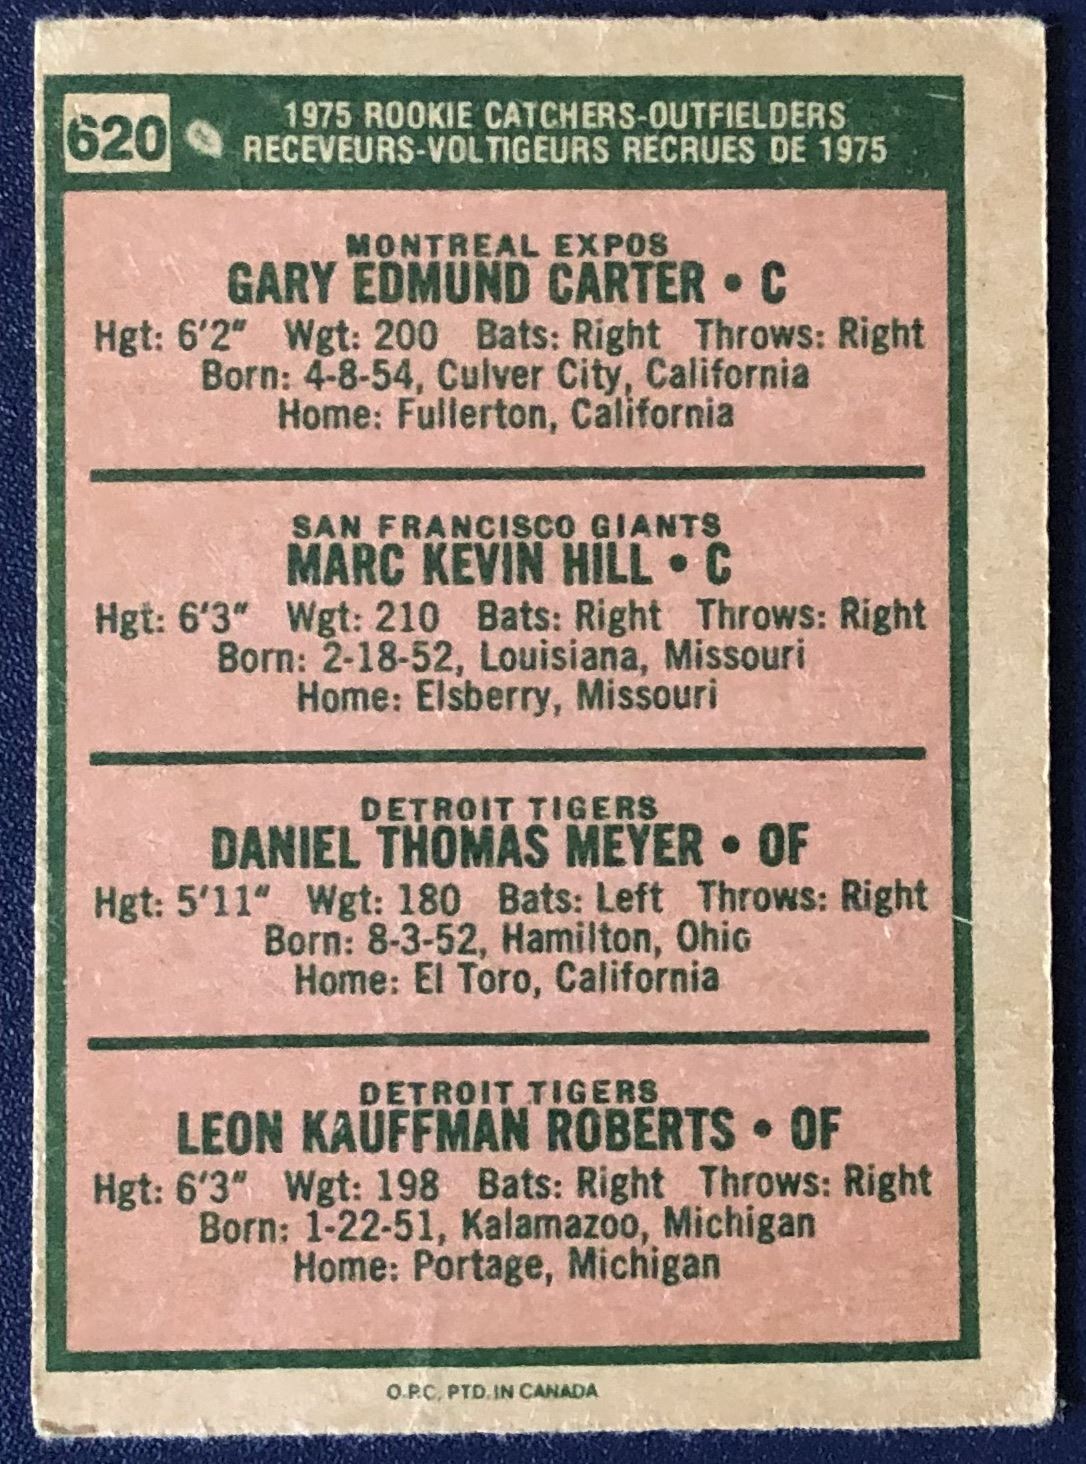 620
1975 ROOKIE CATCHERS-OUTFIELDERS
RECEVEURS-VOLTIGEURS RECRUES DE 1975
MONTREAL EXPOS
GARY EDMUND CARTER • C
Hgt: 6'2" Wgt: 200 Bats: Right Throws: Right
Born: 4-8-54, Culver City, California
Home: Fullerton, California
SAN FRANCISCO GIANTS
MARC KEVIN HILL • C
Hgt: 6'3" Wgt: 210 Bats: Right Throws: Right
Born: 2-18-52, Louisiana, Missouri
Home: Elsberry, Missouri
DETROIT TIGERS
DANIEL THOMAS MEYER • OF
Hgt: 5'11" Wgt: 180 Bats: Left Throws: Right
Born: 8-3-52, Hamilton, Ohio
Home: El Toro, California
DETROIT TIGERS
LEON KAUFFMAN ROBERTS • OF
Hgt: 6'3" Wgt: 198 Bats: Right Throws: Right
Born: 1-22-51, Kalamazoo, Michigan
Home: Portage, Michigan
O.P.C. PTD. IN CANADA